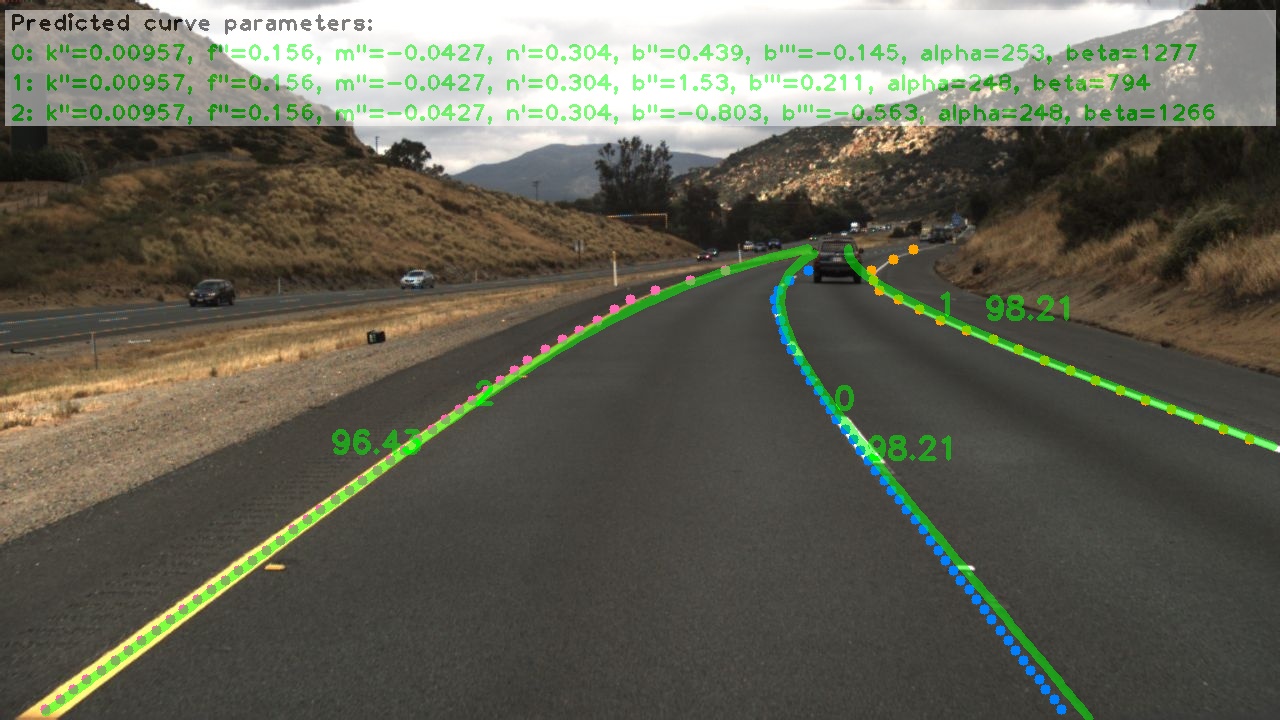 Predicted curve parameters:
0: k''=0.00957, f''=0.156, m''=−0.0427, n'=0.304, b''=0.439, b'''=−0.145, alpha=253, beta=1277
1: k''=0.00957, f''=0.156, m''=−0.0427, n'=0.304, b''=1.53, b'''=0.211, alpha=248, beta=794
2: k''=0.00957, f''=0.156, m''=−0.0427, n'=0.304, b''=−0.803, b'''=−0.563, alpha=248, beta=1266
1 98.21
2
0
96.43
98.21